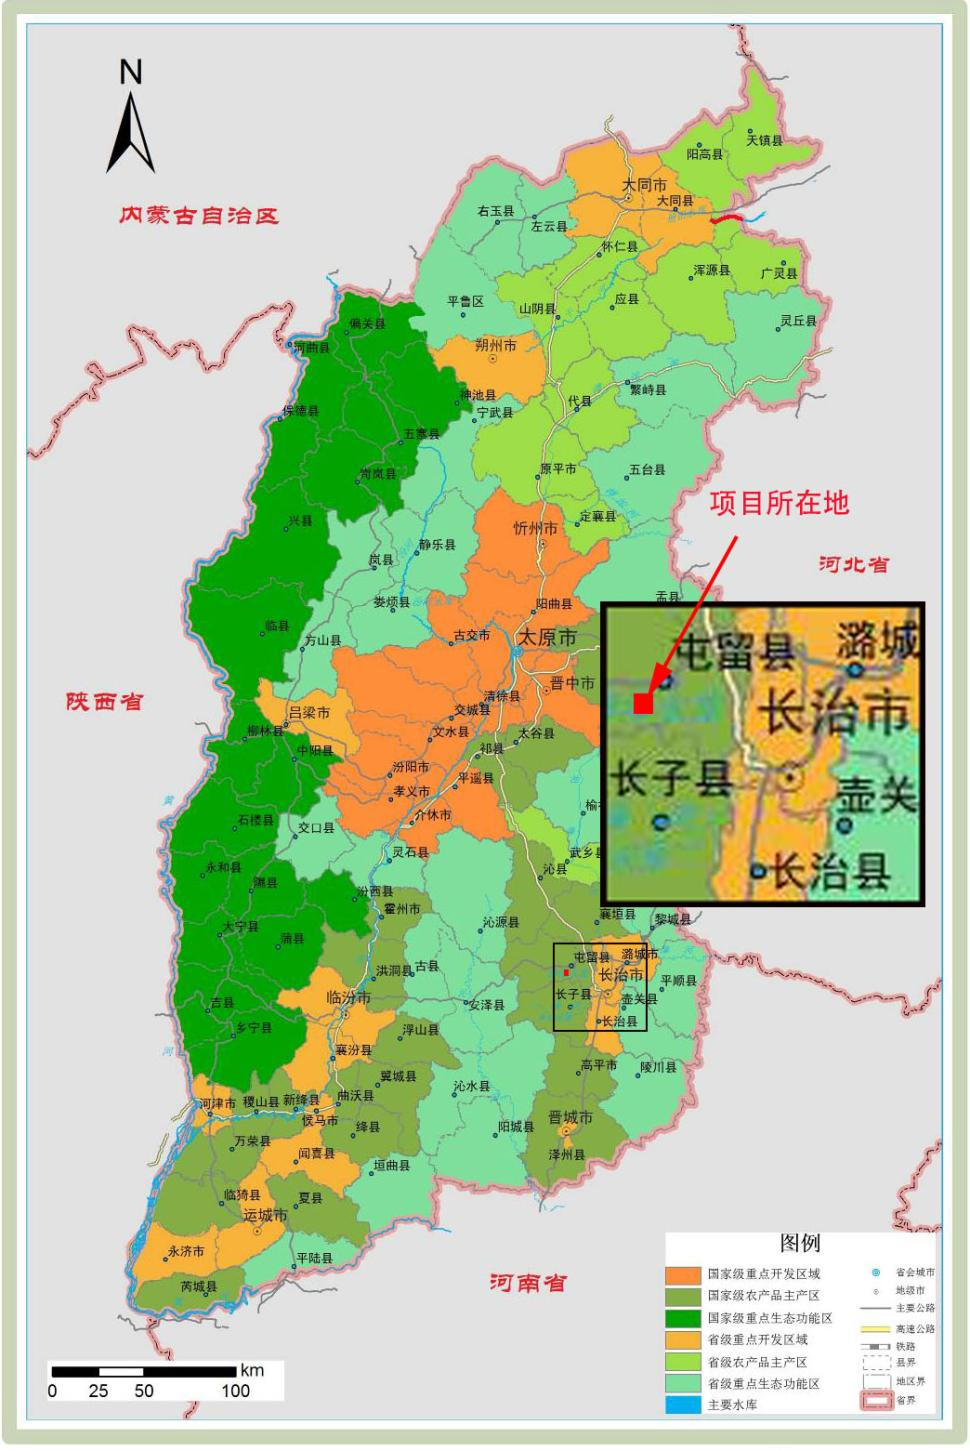 N
内蒙古自治区
天镇县
阳高县
大同市
大同县
右玉县
左云县
怀仁县
浑源县
广灵县
平鲁区
山阴县
应县
灵丘县
偏关县
河曲县
朔州市
神池县
宁武县
代县
繁峙县
保德县
五寨县
岢岚县
原平市
五台县
项目所在地
兴县
忻州市
定襄县
静乐县
岚县
河北省
娄烦县
阳曲县
盂县
临县
方山县
古交市
太原市
屯留县
潞城
陕西省
吕梁市
清徐县
晋中市
交城县
长治市
柳林县
文水县
太谷县
中阳县
祁县
汾阳市
平遥县
长子县
孝义市
壶关
介休市
石楼县
交口县
灵石县
武乡县
长治县
永和县
隰县
沁县
汾西县
霍州市
襄垣县
黎城县
大宁县
蒲县
沁源县
屯留县
潞城市
洪洞县
古县
长治市
平顺县
吉县
临汾市
安泽县
长子县
壶关县
乡宁县
浮山县
长治县
襄汾县
高平市
陵川县
翼城县
沁水县
河津市
稷山县
新绛县
曲沃县
侯马市
万荣县
绛县
阳城县
晋城市
闻喜县
垣曲县
泽州县
临猗县
夏县
运城市
永济市
平陆县
芮城县
河南省
黄
河
图例
国家级重点开发区域
国家级农产品主产区
国家级重点生态功能区
省级重点开发区域
省级农产品主产区
省级重点生态功能区
主要水库
省会城市
地级市
主要公路
高速公路
铁路
县界
地区界
省界
km
0 25 50 100